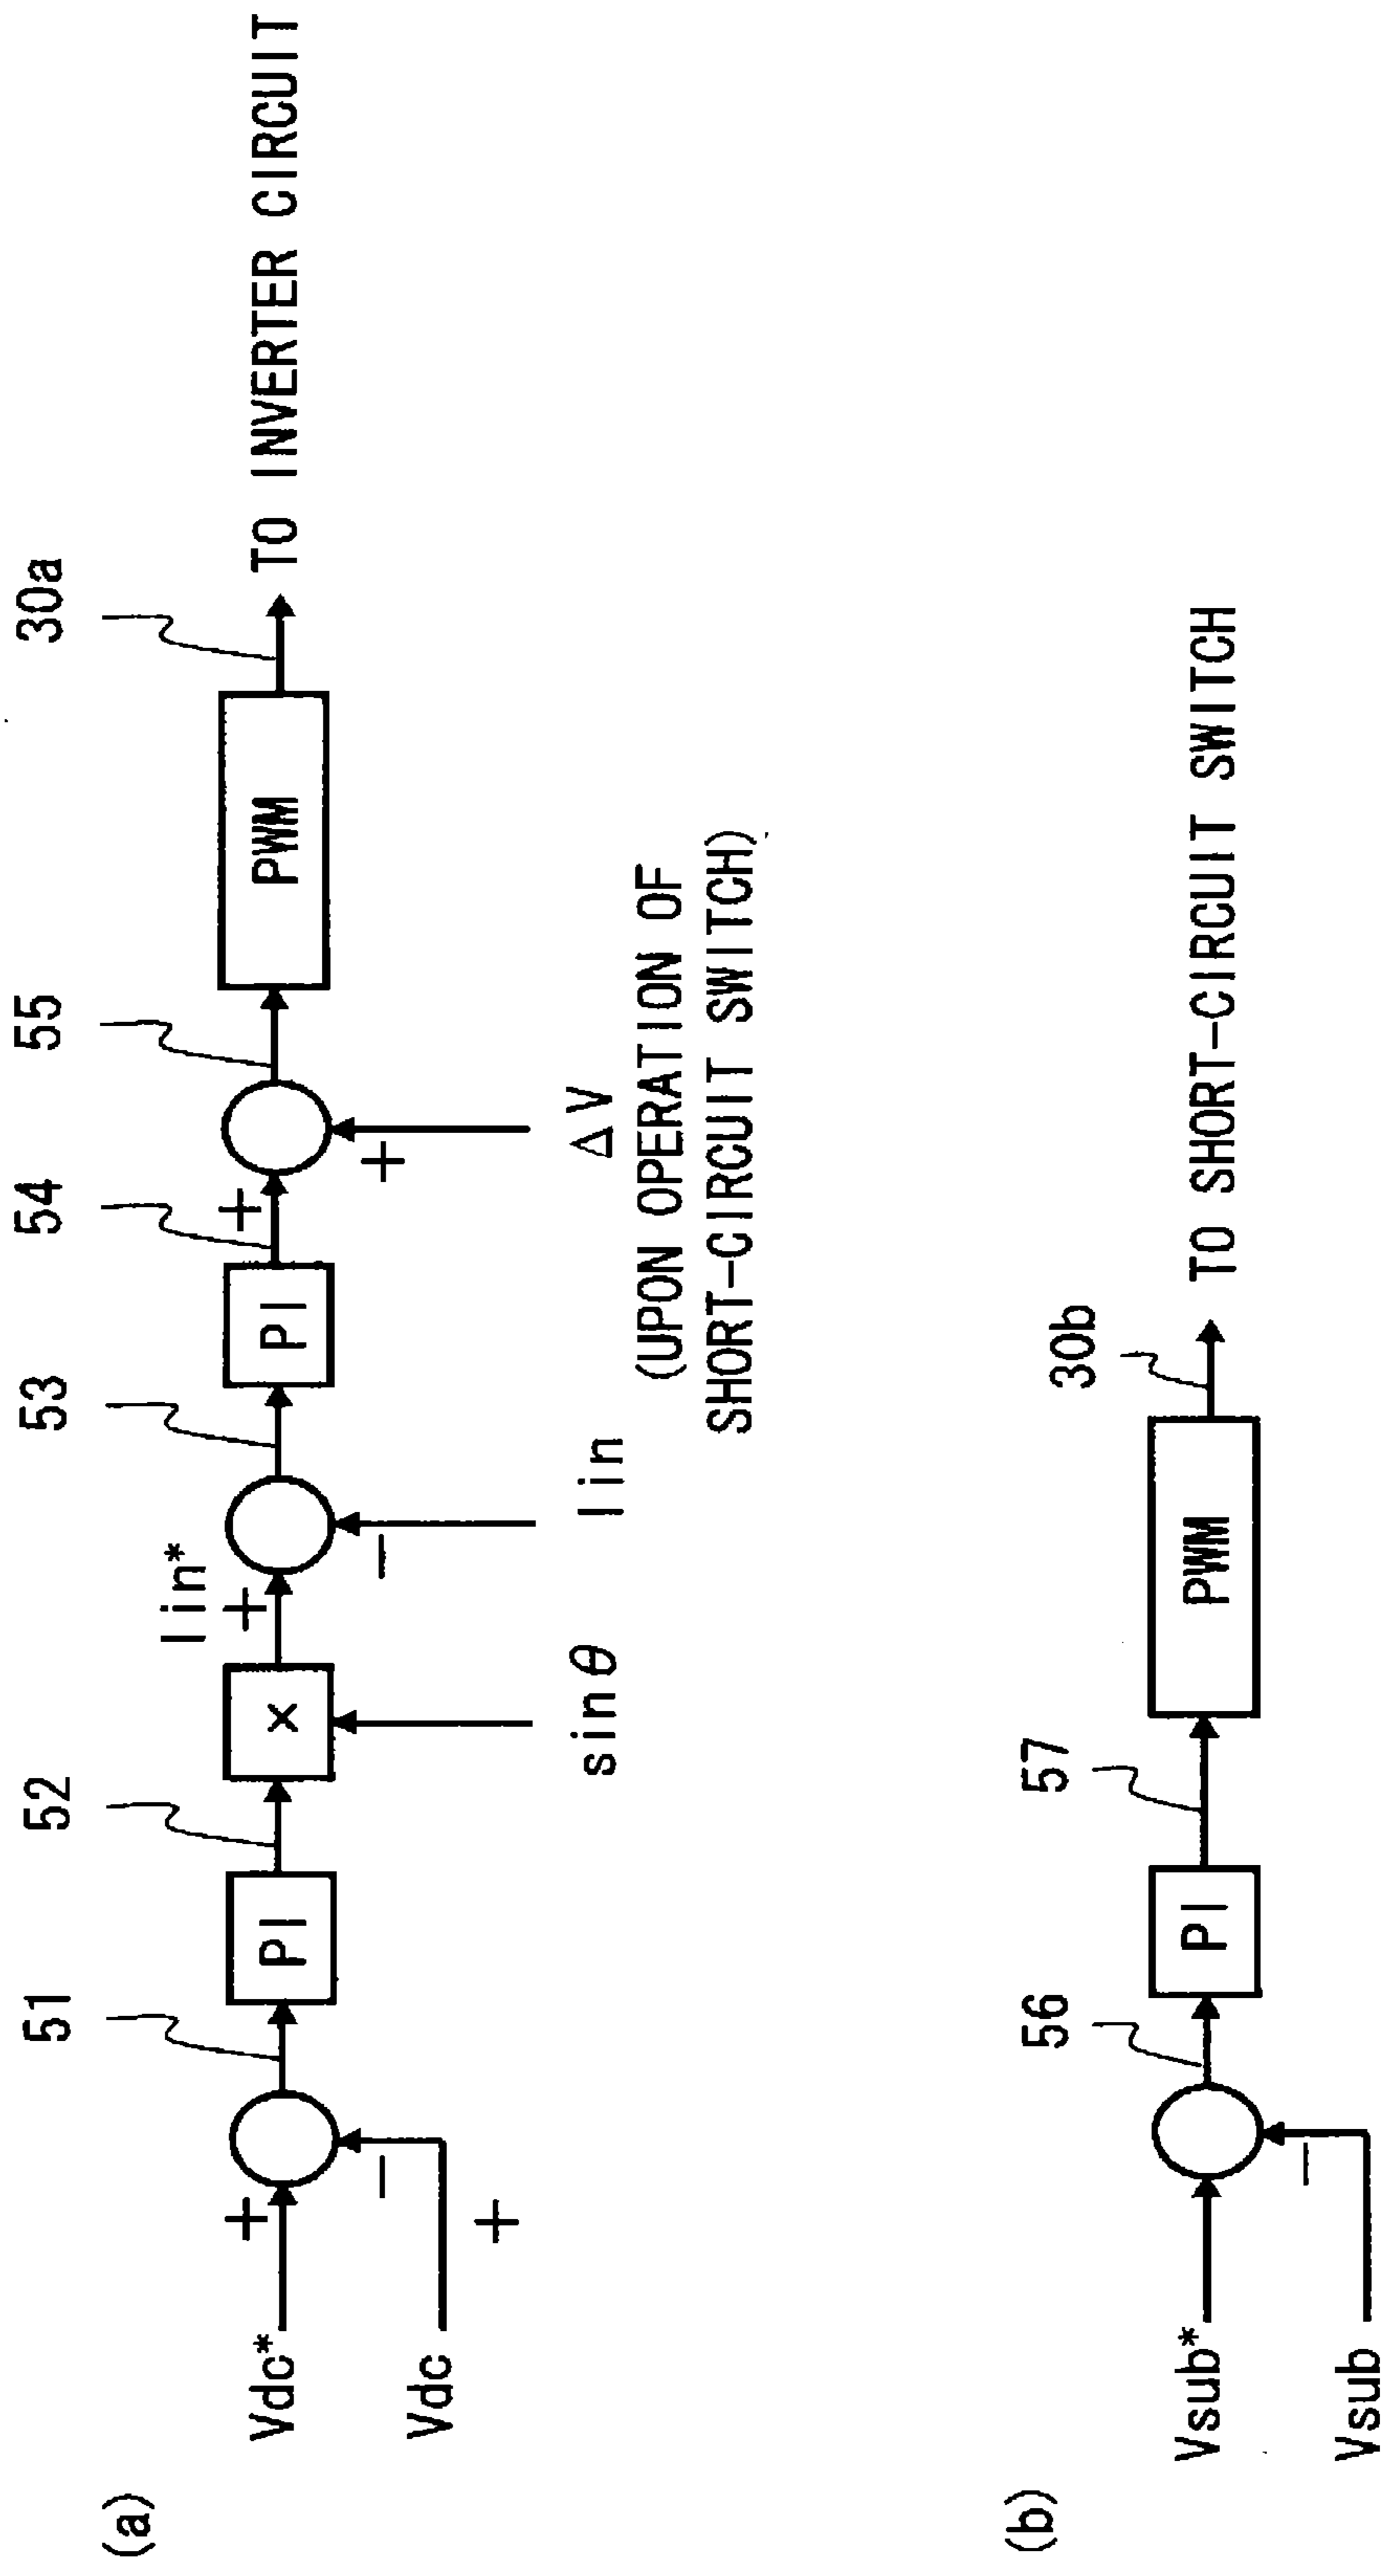 (a)
Vdc*
+
Vdc
−
+
51
PI
52
×
sinθ
Iin*
+
−
Iin
53
PI
54
+
+
ΔV
(UPON OPERATION OF
SHORT-CIRCUIT SWITCH)
55
PWM
30a
TO INVERTER CIRCUIT
(b)
Vsub*
Vsub
−
56
PI
57
PWM
30b
TO SHORT-CIRCUIT SWITCH